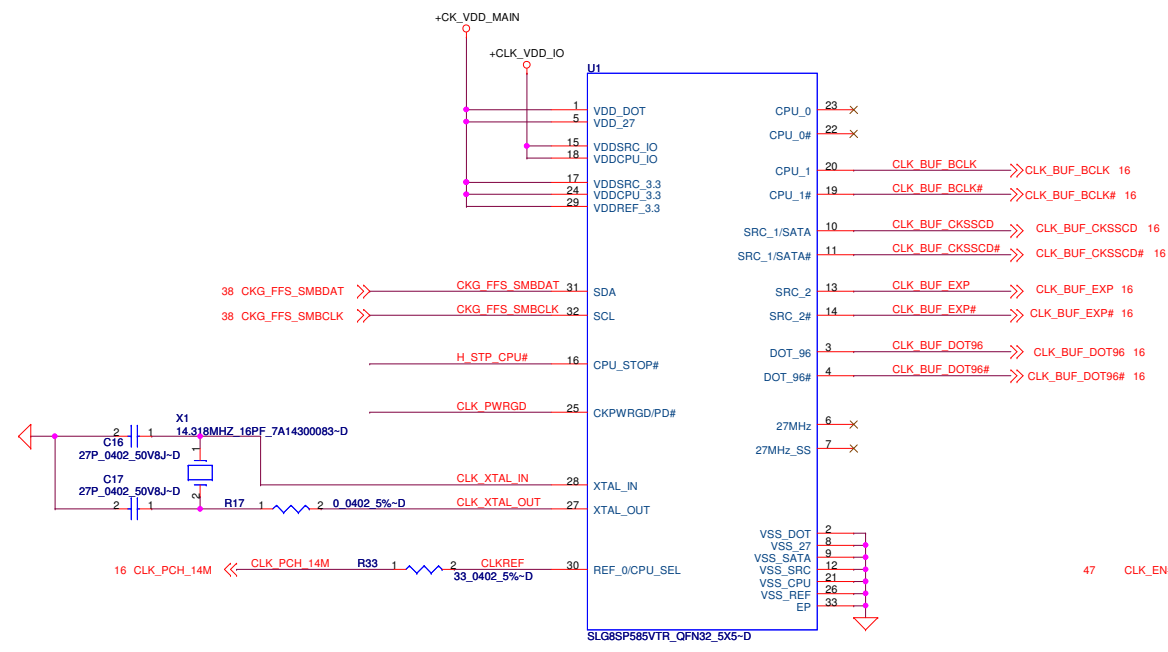 +CK_VDD_MAIN
+CLK_VDD_IO
U1
1 VDD_DOT CPU_0 23
5 VDD_27 CPU_0# 22
15 VDDSRC_IO
18 VDDCPU_IO
CPU_1 20 CLK_BUF_BCLK CLK_BUF_BCLK 16
17 VDDSRC_3.3
24 VDDCPU_3.3 CPU_1# 19 CLK_BUF_BCLK# CLK_BUF_BCLK# 16
29 VDDREF_3.3
SRC_1/SATA 10 CLK_BUF_CKSSCD CLK_BUF_CKSSCD 16
SRC_1/SATA# 11 CLK_BUF_CKSSCD# CLK_BUF_CKSSCD# 16
38 CKG_FFS_SMBDAT CKG_FFS_SMBDAT 31 SDA SRC_2 13 CLK_BUF_EXP CLK_BUF_EXP 16
38 CKG_FFS_SMBCLK CKG_FFS_SMBCLK 32 SCL SRC_2# 14 CLK_BUF_EXP# CLK_BUF_EXP# 16
DOT_96 3 CLK_BUF_DOT96 CLK_BUF_DOT96 16
H_STP_CPU# 16 CPU_STOP#
DOT_96# 4 CLK_BUF_DOT96# CLK_BUF_DOT96# 16
CLK_PWRGD 25 CKPWRGD/PD#
27MHz 6
27MHz_SS 7
X1
14.318MHZ_16PF_7A14300083~D
2 1
C16
27P_0402_50V8J~D
1
C17
27P_0402_50V8J~D
2
2 1
CLK_XTAL_IN 28 XTAL_IN
R17 1 2 0_0402_5%~D CLK_XTAL_OUT 27 XTAL_OUT
VSS_DOT 2
VSS_27 8
VSS_SATA 9
VSS_SRC 12
VSS_CPU 21
VSS_REF 26
EP 33
16 CLK_PCH_14M CLK_PCH_14M R33 1 2 CLKREF 30 REF_0/CPU_SEL
33_0402_5%~D
47 CLK_EN
SLG8SP585VTR_QFN32_5X5~D